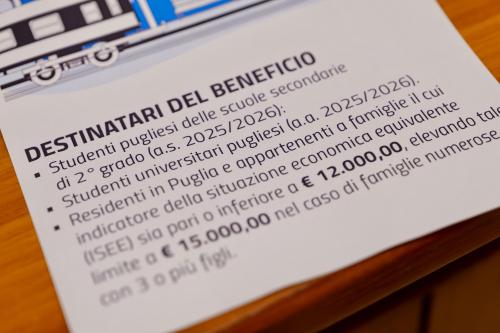 DESTINATARI DEL BENEFICIO
▪ Studenti pugliesi delle scuole secondarie
di 2° grado (a.s. 2025/2026):
▪ Studenti universitari pugliesi (a.a. 2025/2026).
▪ Residenti in Puglia e appartenenti a famiglie il cui
indicatore della situazione economica equivalente
(ISEE) sia pari o inferiore a € 12.000,00, elevando tale
limite a € 15.000,00 nel caso di famiglie numerose
con 3 o più figli.